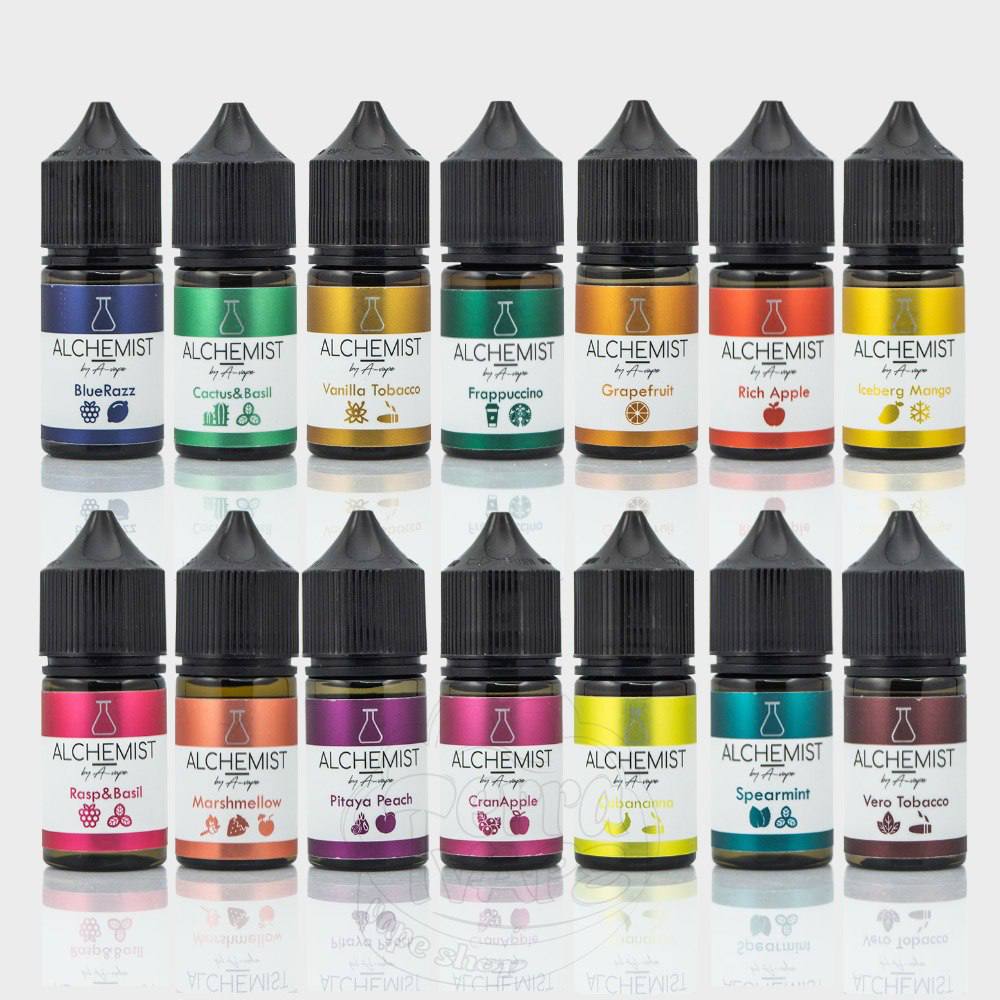 ALCHEMIST
by A-vape
BlueRazz
ALCHEMIST
by A-vape
Cactus&Basil
ALCHEMIST
by A-vape
Vanilla Tobacco
ALCHEMIST
by A-vape
Frappuccino
ALCHEMIST
by A-vape
Grapefruit
ALCHEMIST
by A-vape
Rich Apple
ALCHEMIST
by A-vape
Iceberg Mango
ALCHEMIST
by A-vape
Rasp&Basil
ALCHEMIST
by A-vape
Marshmellow
ALCHEMIST
by A-vape
Pitaya Peach
ALCHEMIST
by A-vape
CranApple
ALCHEMIST
by A-vape
Cubananna
ALCHEMIST
by A-vape
Spearmint
ALCHEMIST
by A-vape
Vero Tobacco
Vape shop